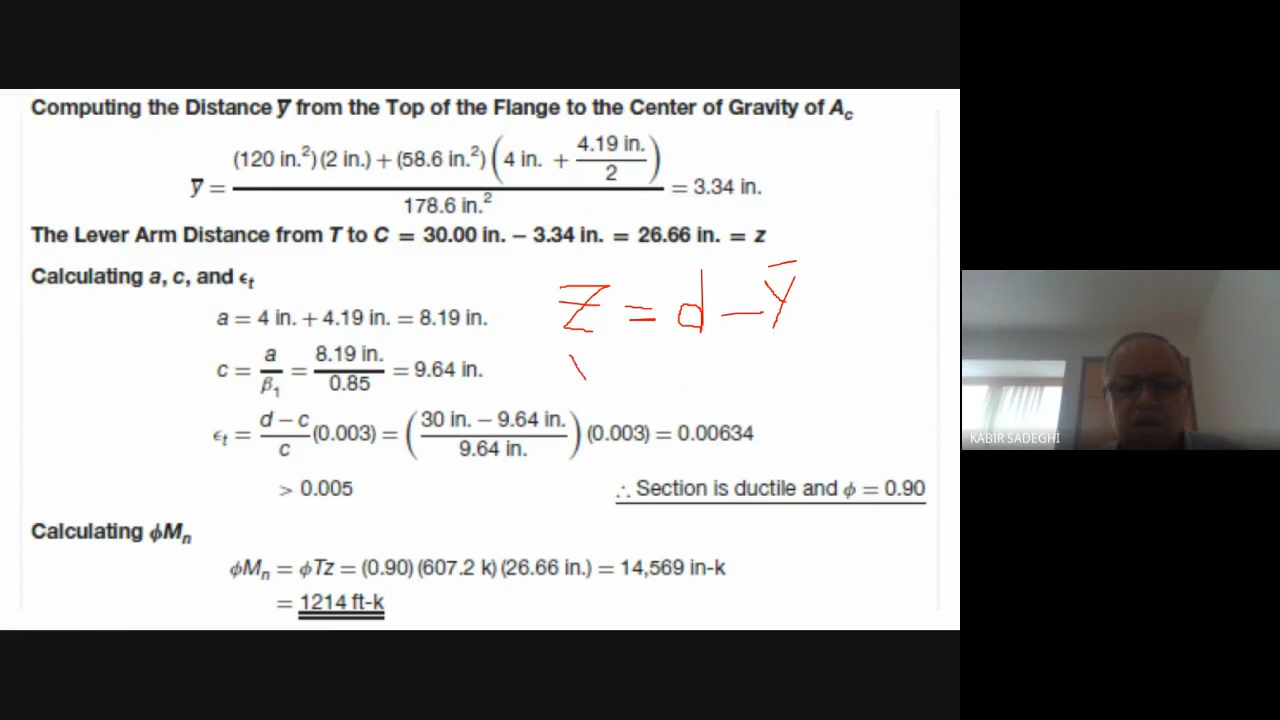 Computing the Distance ȳ from the Top of the Flange to the Center of Gravity of A_c
ȳ = ((120 in.²)(2 in.) + (58.6 in.²)(4 in. + 4.19 in./2)) / 178.6 in.² = 3.34 in.
The Lever Arm Distance from T to C = 30.00 in. − 3.34 in. = 26.66 in. = z
Calculating a, c, and ϵ_t
Z = d − ȳ
a = 4 in. + 4.19 in. = 8.19 in.
c = a/β₁ = 8.19 in./0.85 = 9.64 in.
ϵ_t = (d − c)/c (0.003) = ((30 in. − 9.64 in.)/9.64 in.)(0.003) = 0.00634
> 0.005 ∴ Section is ductile and ϕ = 0.90
Calculating ϕM_n
ϕM_n = ϕTz = (0.90)(607.2 k)(26.66 in.) = 14,569 in-k
= 1214 ft-k
KABIR SADEGHI